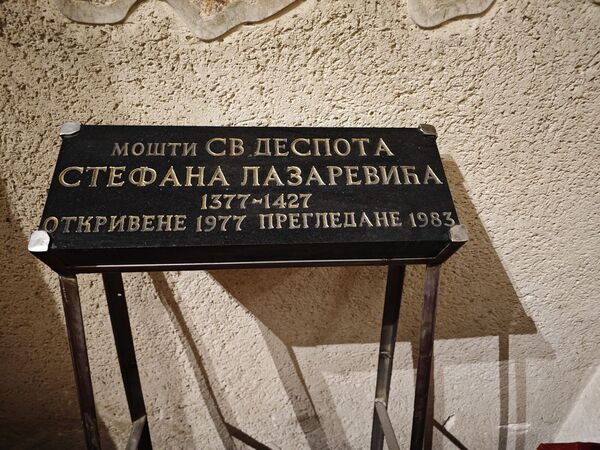 МОШТИ СВ ДЕСПОТА
СТЕФАНА ЛАЗАРЕВИЋА
1377-1427
ОТКРИВЕНЕ 1977 ПРЕГЛЕДАНЕ 1983